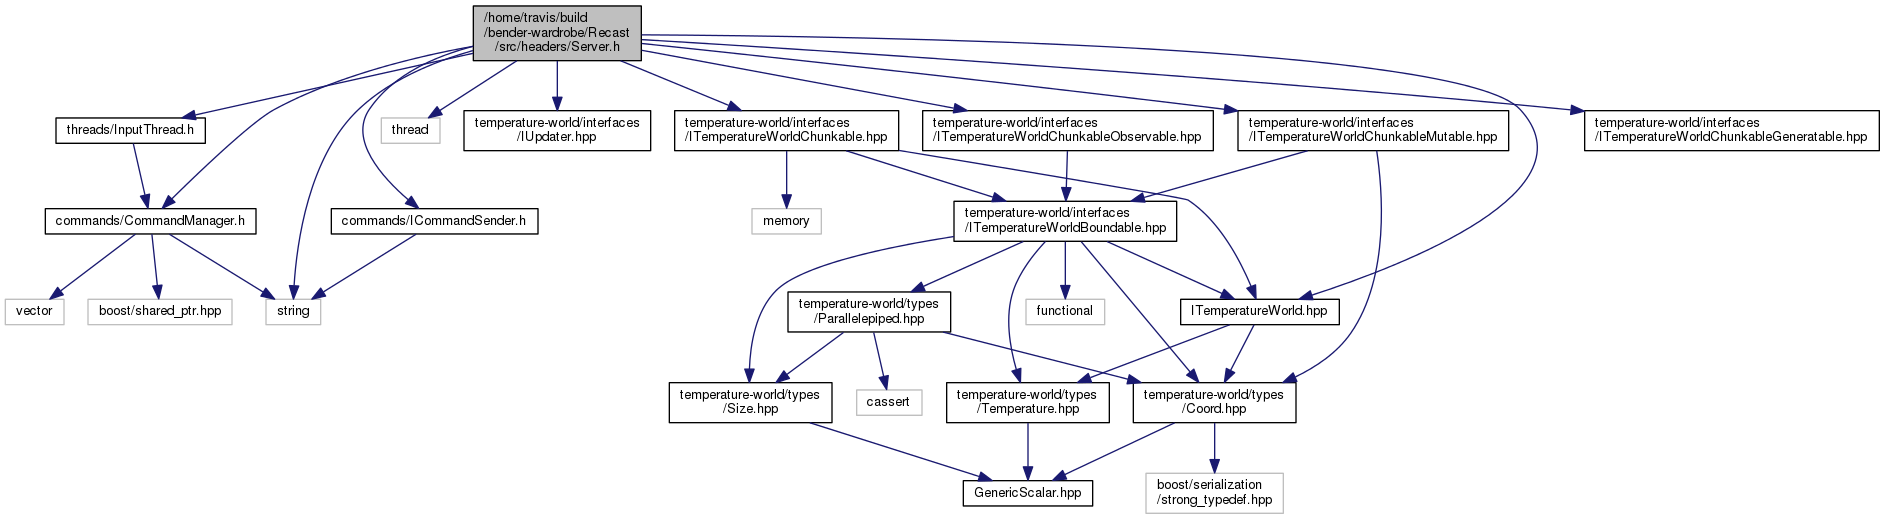 /home/travis/build
/bender-wardrobe/Recast
/src/headers/Server.h
threads/InputThread.h
thread
temperature-world/interfaces
/IUpdater.hpp
temperature-world/interfaces
/ITemperatureWorldChunkable.hpp
temperature-world/interfaces
/ITemperatureWorldChunkableObservable.hpp
temperature-world/interfaces
/ITemperatureWorldChunkableMutable.hpp
temperature-world/interfaces
/ITemperatureWorldChunkableGeneratable.hpp
commands/CommandManager.h
commands/ICommandSender.h
memory
temperature-world/interfaces
/ITemperatureWorldBoundable.hpp
vector
boost/shared_ptr.hpp
string
temperature-world/types
/Parallelepiped.hpp
functional
ITemperatureWorld.hpp
temperature-world/types
/Size.hpp
cassert
temperature-world/types
/Temperature.hpp
temperature-world/types
/Coord.hpp
GenericScalar.hpp
boost/serialization
/strong_typedef.hpp